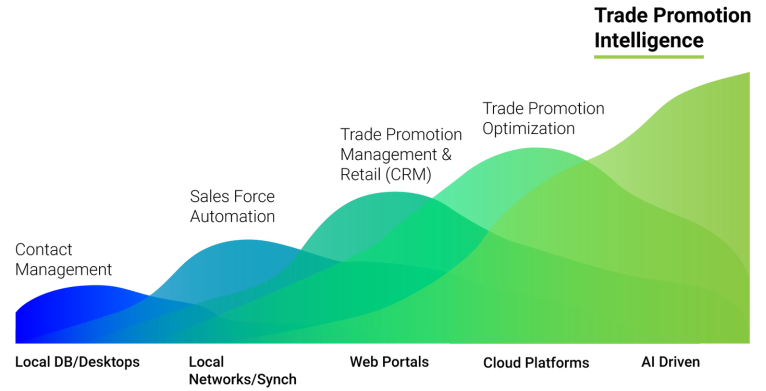 Trade Promotion
Intelligence
Trade Promotion
Optimization
Trade Promotion
Management &
Retail (CRM)
Sales Force
Automation
Contact
Management
Local DB/Desktops
Local
Networks/Synch
Web Portals
Cloud Platforms
AI Driven